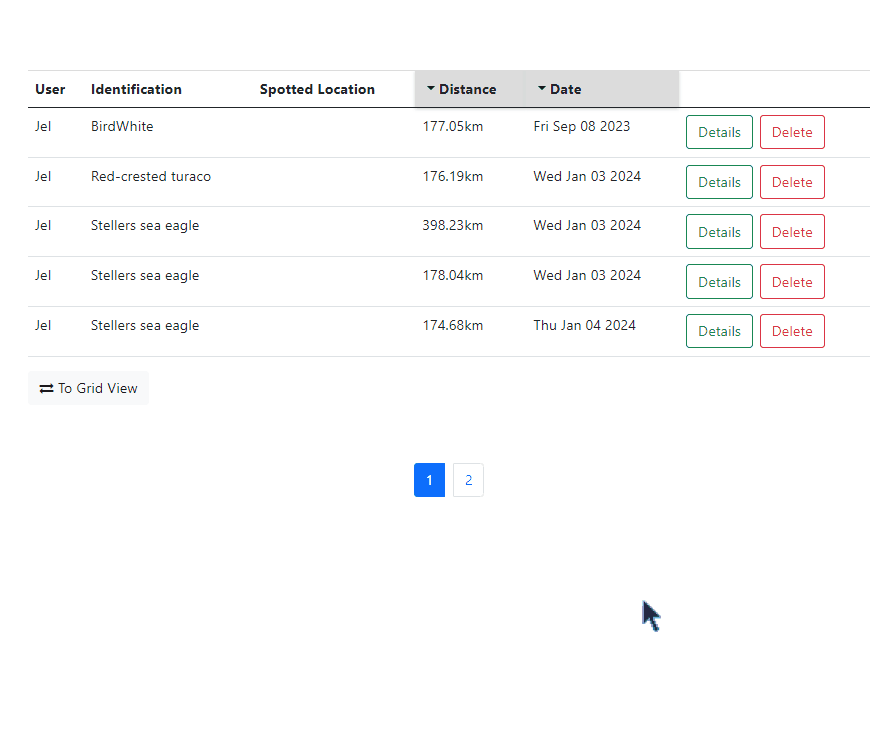 User Identification Spotted Location Distance Date
Jel BirdWhite 177.05km Fri Sep 08 2023 Details Delete
Jel Red-crested turaco 176.19km Wed Jan 03 2024 Details Delete
Jel Stellers sea eagle 398.23km Wed Jan 03 2024 Details Delete
Jel Stellers sea eagle 178.04km Wed Jan 03 2024 Details Delete
Jel Stellers sea eagle 174.68km Thu Jan 04 2024 Details Delete
To Grid View
1 2